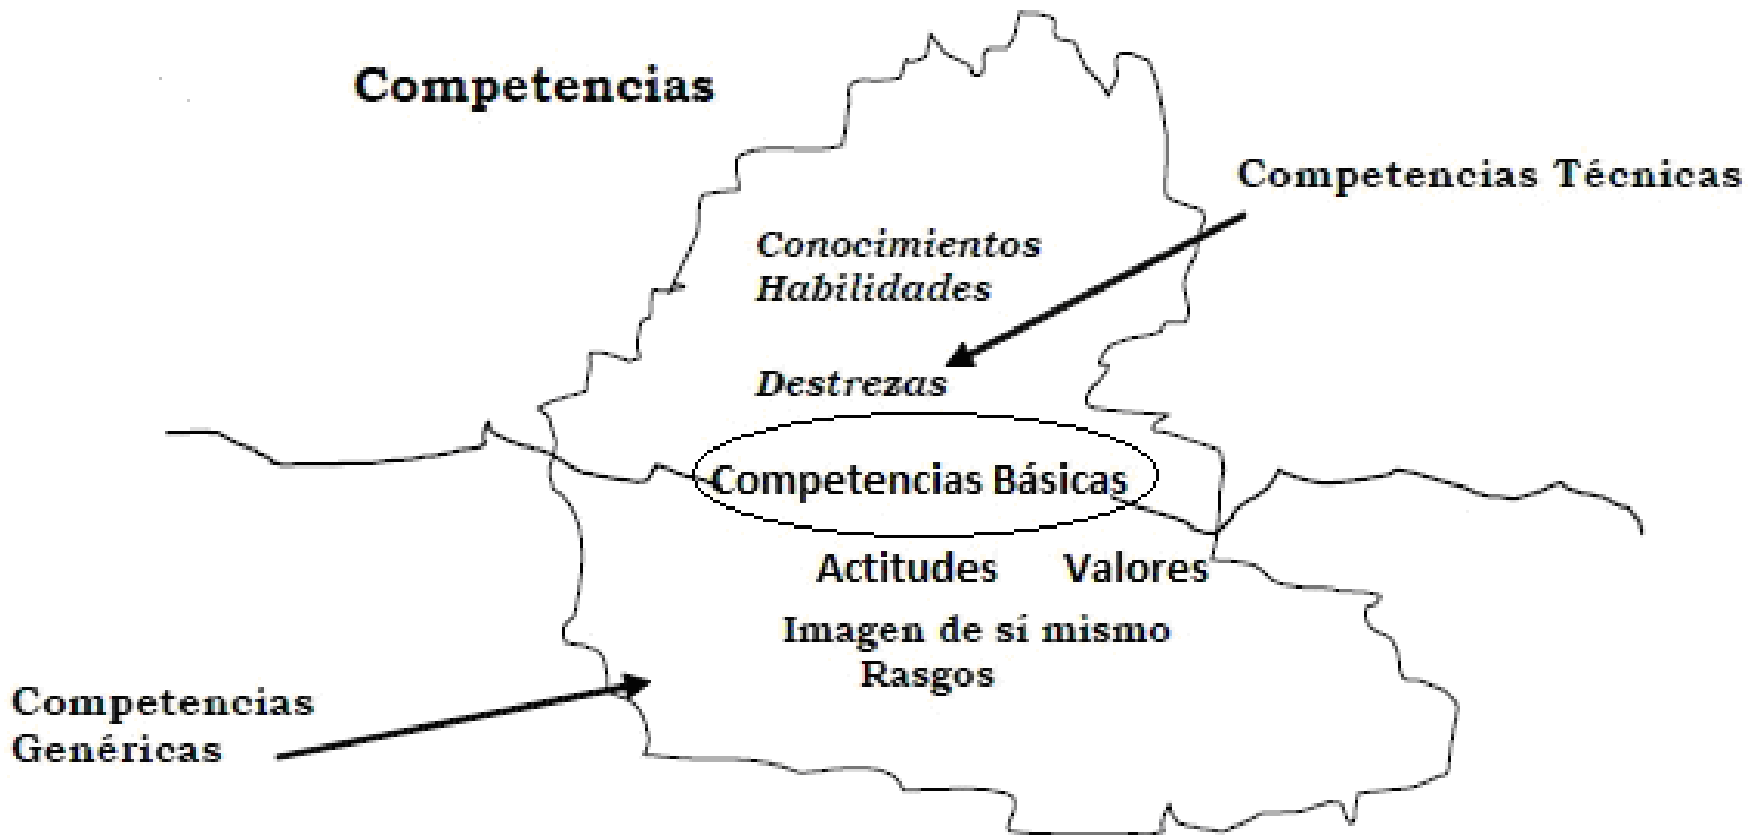 Competencias
Competencias Técnicas
Conocimientos
Habilidades
Destrezas
Competencias Básicas
Actitudes Valores
Imagen de sí mismo
Rasgos
Competencias
Genéricas